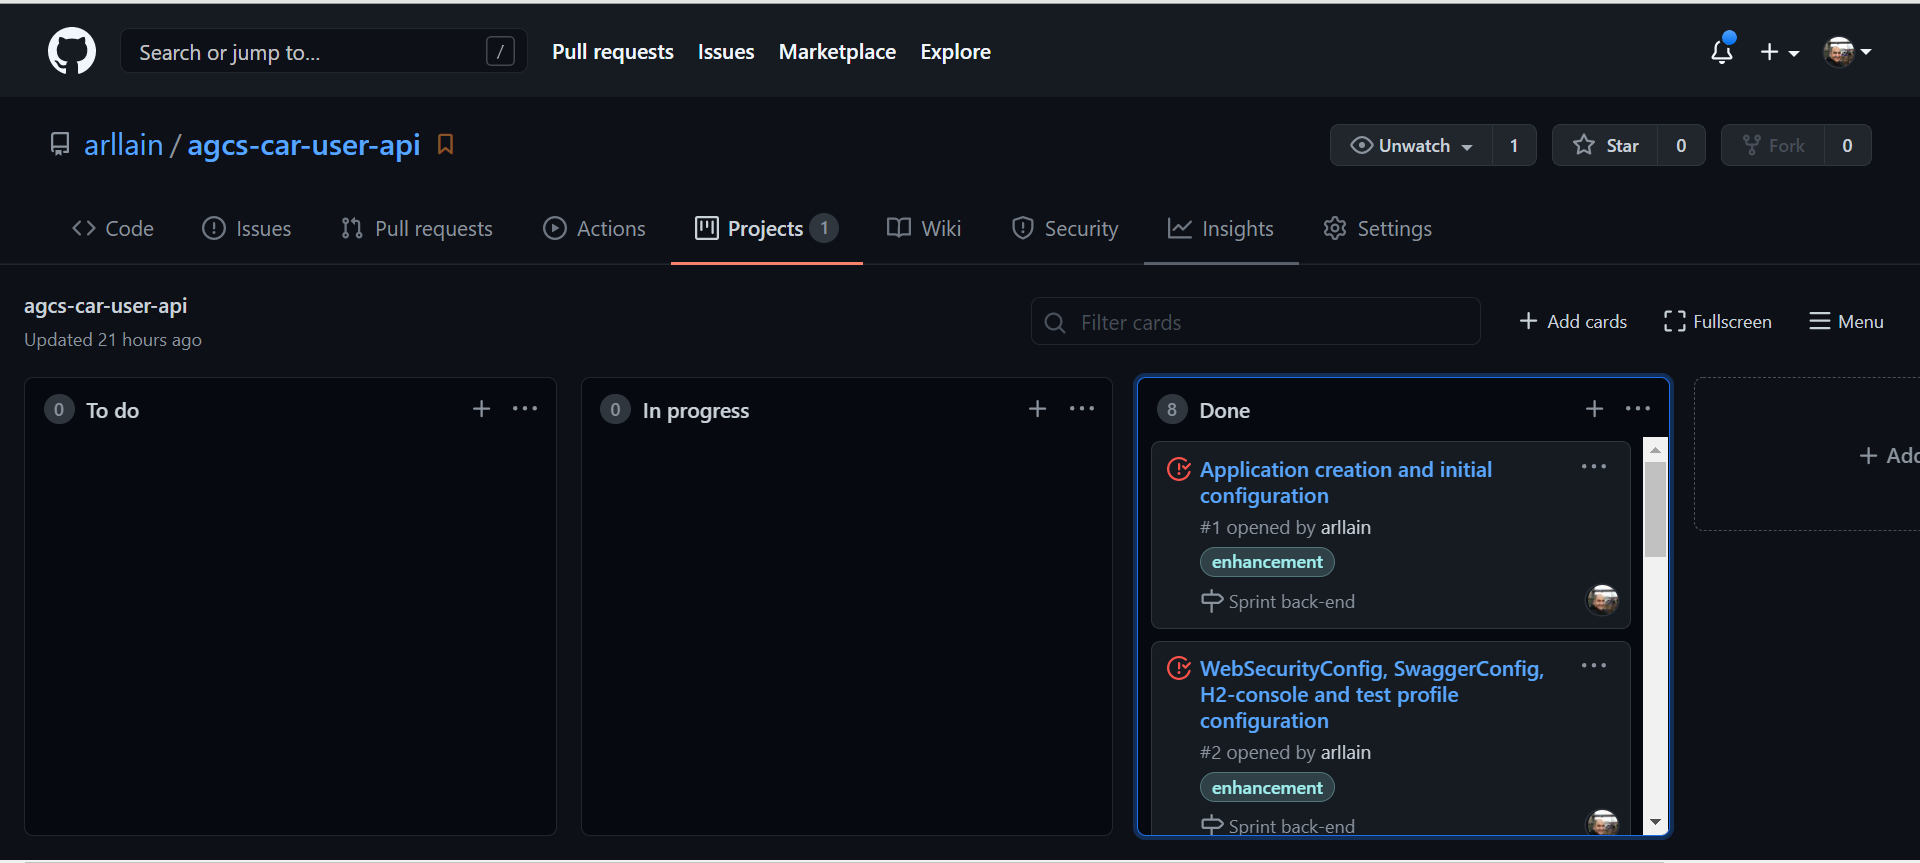 Search or jump to... / Pull requests Issues Marketplace Explore
arllain / agcs-car-user-api Unwatch 1 Star 0 Fork 0
Code Issues Pull requests Actions Projects 1 Wiki Security Insights Settings
agcs-car-user-api
Updated 21 hours ago
Filter cards Add cards Fullscreen Menu
0 To do
0 In progress
8 Done
Application creation and initial
configuration
#1 opened by arllain
enhancement
Sprint back-end
WebSecurityConfig, SwaggerConfig,
H2-console and test profile
configuration
#2 opened by arllain
enhancement
Sprint back-end
+ Add